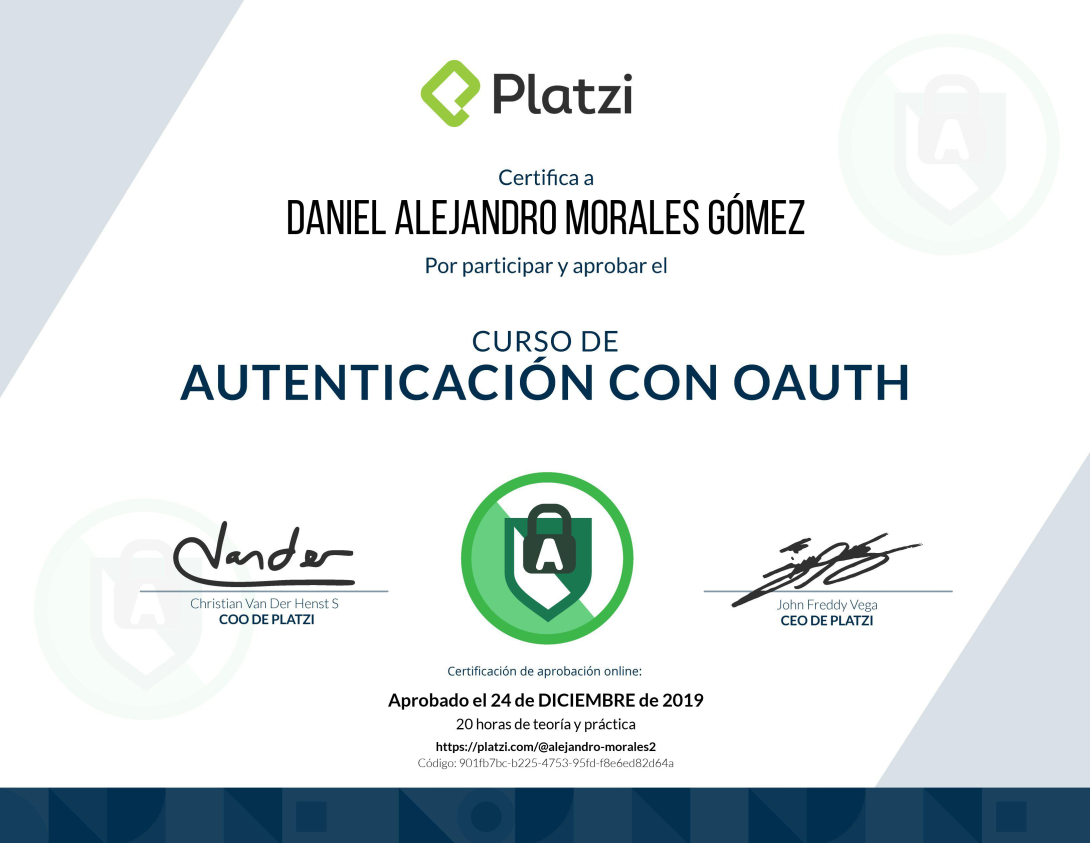 Platzi
Certifica a
DANIEL ALEJANDRO MORALES GÓMEZ
Por participar y aprobar el
CURSO DE
AUTENTICACIÓN CON OAUTH
A
A
A
Vander
Christian Van Der Henst S
COO DE PLATZI
John Freddy Vega
CEO DE PLATZI
Certificación de aprobación online:
Aprobado el 24 de DICIEMBRE de 2019
20 horas de teoría y práctica
https://platzi.com/@alejandro-morales2
Código: 901fb7bc-b225-4753-95fd-f8e6ed82d64a